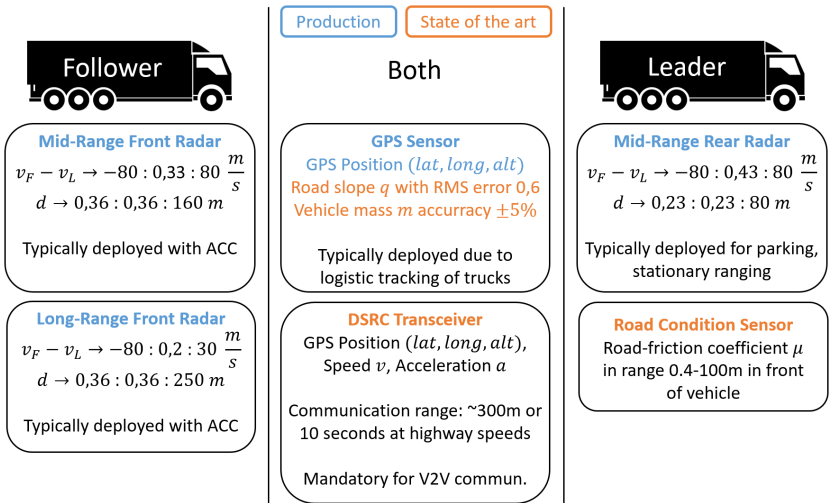 Production
State of the art
Follower
Both
Leader
Mid-Range Front Radar
v_F − v_L → −80 : 0,33 : 80 m/s
d → 0,36 : 0,36 : 160 m
Typically deployed with ACC
Long-Range Front Radar
v_F − v_L → −80 : 0,2 : 30 m/s
d → 0,36 : 0,36 : 250 m
Typically deployed with ACC
GPS Sensor
GPS Position (lat, long, alt)
Road slope q with RMS error 0,6
Vehicle mass m accurracy ±5%
Typically deployed due to
logistic tracking of trucks
DSRC Transceiver
GPS Position (lat, long, alt),
Speed v, Acceleration a
Communication range: ~300m or
10 seconds at highway speeds
Mandatory for V2V commun.
Mid-Range Rear Radar
v_F − v_L → −80 : 0,43 : 80 m/s
d → 0,23 : 0,23 : 80 m
Typically deployed for parking,
stationary ranging
Road Condition Sensor
Road-friction coefficient μ
in range 0.4-100m in front
of vehicle